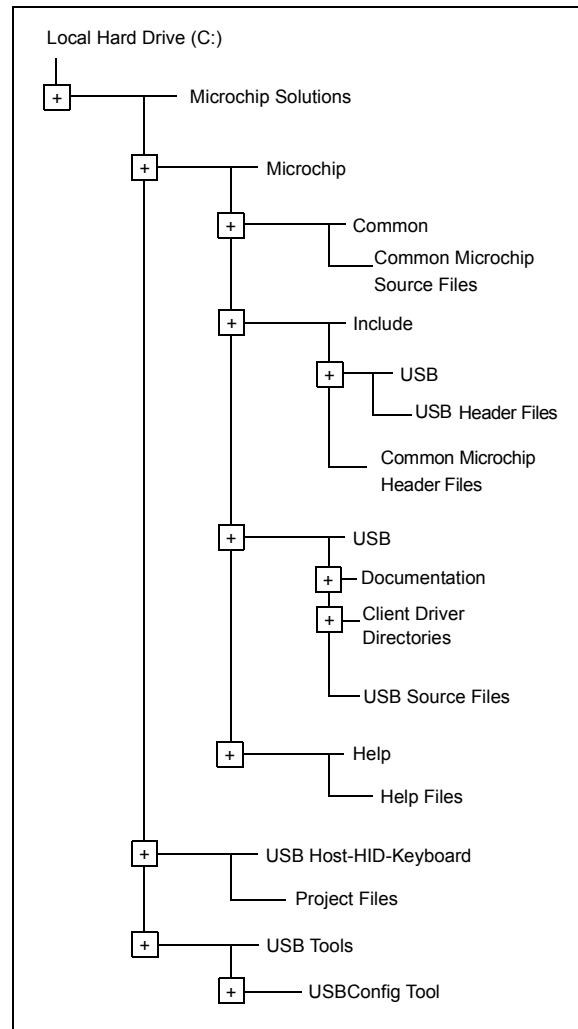 Local Hard Drive (C:)
+ Microchip Solutions
+ Microchip
+ Common
Common Microchip
Source Files
+ Include
+ USB
USB Header Files
Common Microchip
Header Files
+ USB
+ Documentation
+ Client Driver
Directories
USB Source Files
+ Help
Help Files
+ USB Host-HID-Keyboard
Project Files
+ USB Tools
+ USBConfig Tool